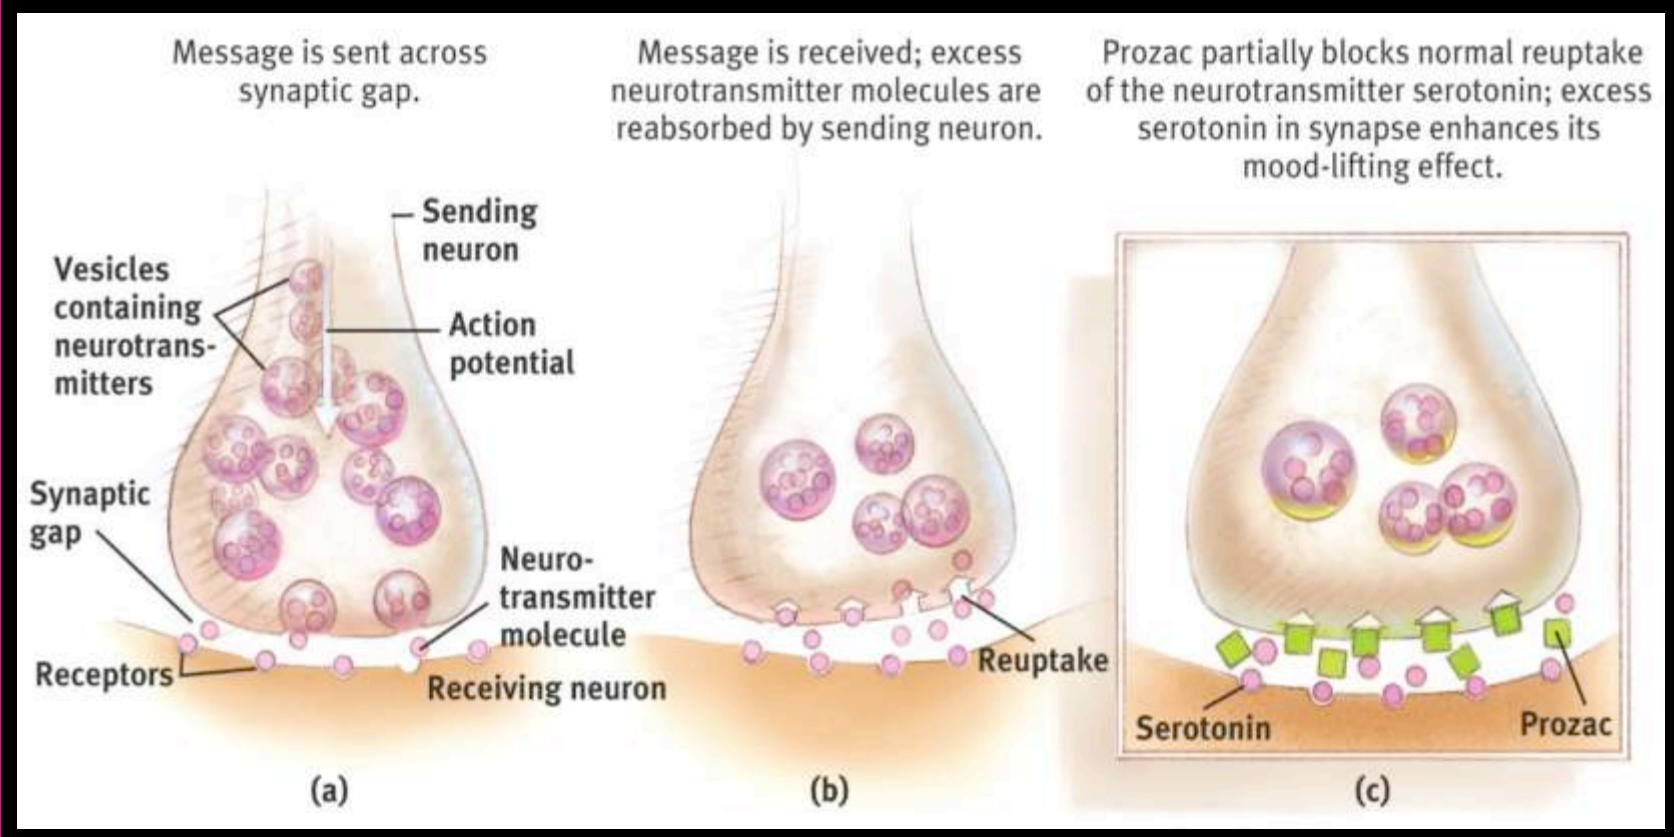 Message is sent across
synaptic gap.
Sending
neuron
Vesicles
containing
neurotrans-
mitters
Action
potential
Synaptic
gap
Neuro-
transmitter
molecule
Receptors
Receiving neuron
(a)
Message is received; excess
neurotransmitter molecules are
reabsorbed by sending neuron.
Reuptake
(b)
Prozac partially blocks normal reuptake
of the neurotransmitter serotonin; excess
serotonin in synapse enhances its
mood-lifting effect.
Serotonin
Prozac
(c)